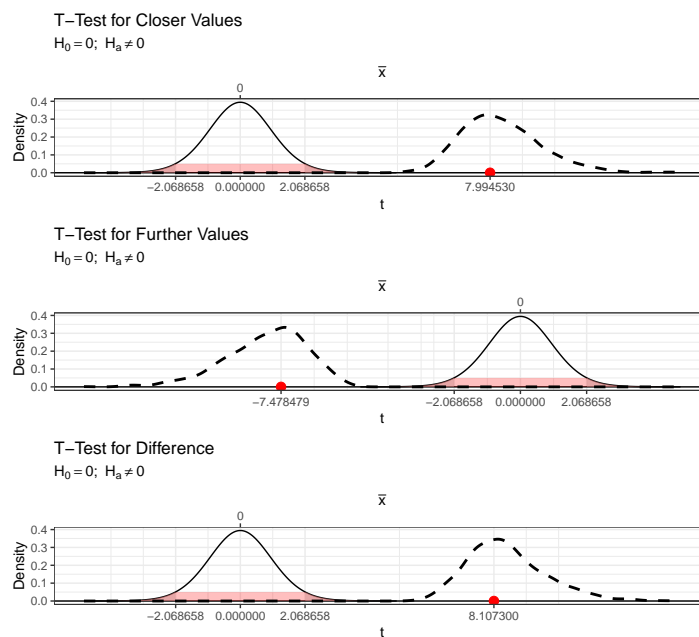 T−Test for Closer Values
H₀ = 0; Hₐ ≠ 0
x̅
0
0.4
0.3
0.2
0.1
0.0
Density
−2.068658 0.000000 2.068658 7.994530
t
T−Test for Further Values
H₀ = 0; Hₐ ≠ 0
x̅
0
0.4
0.3
0.2
0.1
0.0
Density
−7.478479 −2.068658 0.000000 2.068658
t
T−Test for Difference
H₀ = 0; Hₐ ≠ 0
x̅
0
0.4
0.3
0.2
0.1
0.0
Density
−2.068658 0.000000 2.068658 8.107300
t